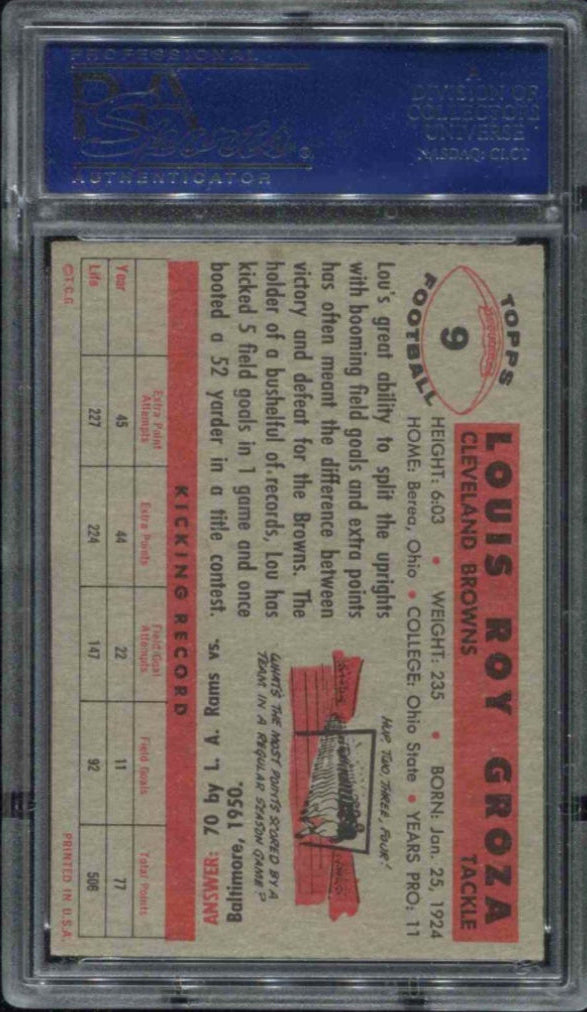 PROFESSIONAL
PSA
Sports
AUTHENTICATOR
A
DIVISION OF
COLLECTORS
UNIVERSE
NASDAQ: CLCT
TOPPS
9
FOOTBALL
LOUIS ROY GROZA
CLEVELAND BROWNS TACKLE
HEIGHT: 6:03 • WEIGHT: 235 • BORN: Jan. 25, 1924
HOME: Berea, Ohio • COLLEGE: Ohio State • YEARS PRO: 11
Lou's great ability to split the uprights
with booming field goals and extra points
has often meant the difference between
victory and defeat for the Browns. The
holder of a bushelful of records, Lou has
kicked 5 field goals in 1 game and once
booted a 52 yarder in a title contest.
HUP, TWO, THREE, FOUR!
WHAT'S THE MOST POINTS SCORED BY A
TEAM IN A REGULAR SEASON GAME?
ANSWER: 70 by L. A. Rams vs.
Baltimore, 1950.
KICKING RECORD
Extra Point Attempts Extra Points Field Goal Attempts Field Goals Total Points
Year 45 44 22 11 77
Life 227 224 147 92 506
©T.C.G. PRINTED IN U.S.A.